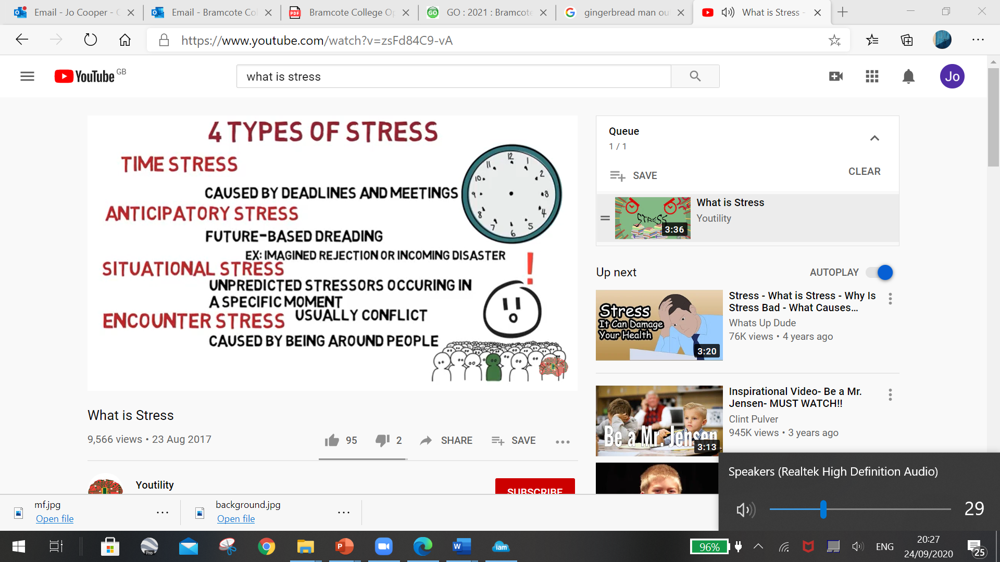 Email - Jo Cooper - 
Email - Bramcote Co
Bramcote College Op
GO : 2021 : Bramcote
gingerbread man ou
What is Stress -
https://www.youtube.com/watch?v=zsFd84C9-vA
YouTube GB
what is stress
Jo
4 TYPES OF STRESS
TIME STRESS
CAUSED BY DEADLINES AND MEETINGS
ANTICIPATORY STRESS
FUTURE-BASED DREADING
EX: IMAGINED REJECTION OR INCOMING DISASTER
SITUATIONAL STRESS
UNPREDICTED STRESSORS OCCURING IN
A SPECIFIC MOMENT
USUALLY CONFLICT
ENCOUNTER STRESS
CAUSED BY BEING AROUND PEOPLE
12
1
2
3
4
5
6
7
8
9
10
11
!
Queue
1 / 1
SAVE
CLEAR
STRESS
3:36
What is Stress
Youtility
Up next
AUTOPLAY
Stress
It Can Damage
Your Health
3:20
Stress - What is Stress - Why Is
Stress Bad - What Causes...
Whats Up Dude
76K views • 4 years ago
Be a Mr. Jensen
3:13
Inspirational Video- Be a Mr.
Jensen- MUST WATCH!!
Clint Pulver
945K views • 3 years ago
What is Stress
9,566 views • 23 Aug 2017
95
2
SHARE
SAVE
Youtility
SUBSCRIBE
Speakers (Realtek High Definition Audio)
29
mf.jpg
Open file
background.jpg
Open file
Pro
iam
96%
ENG
20:27
24/09/2020
25